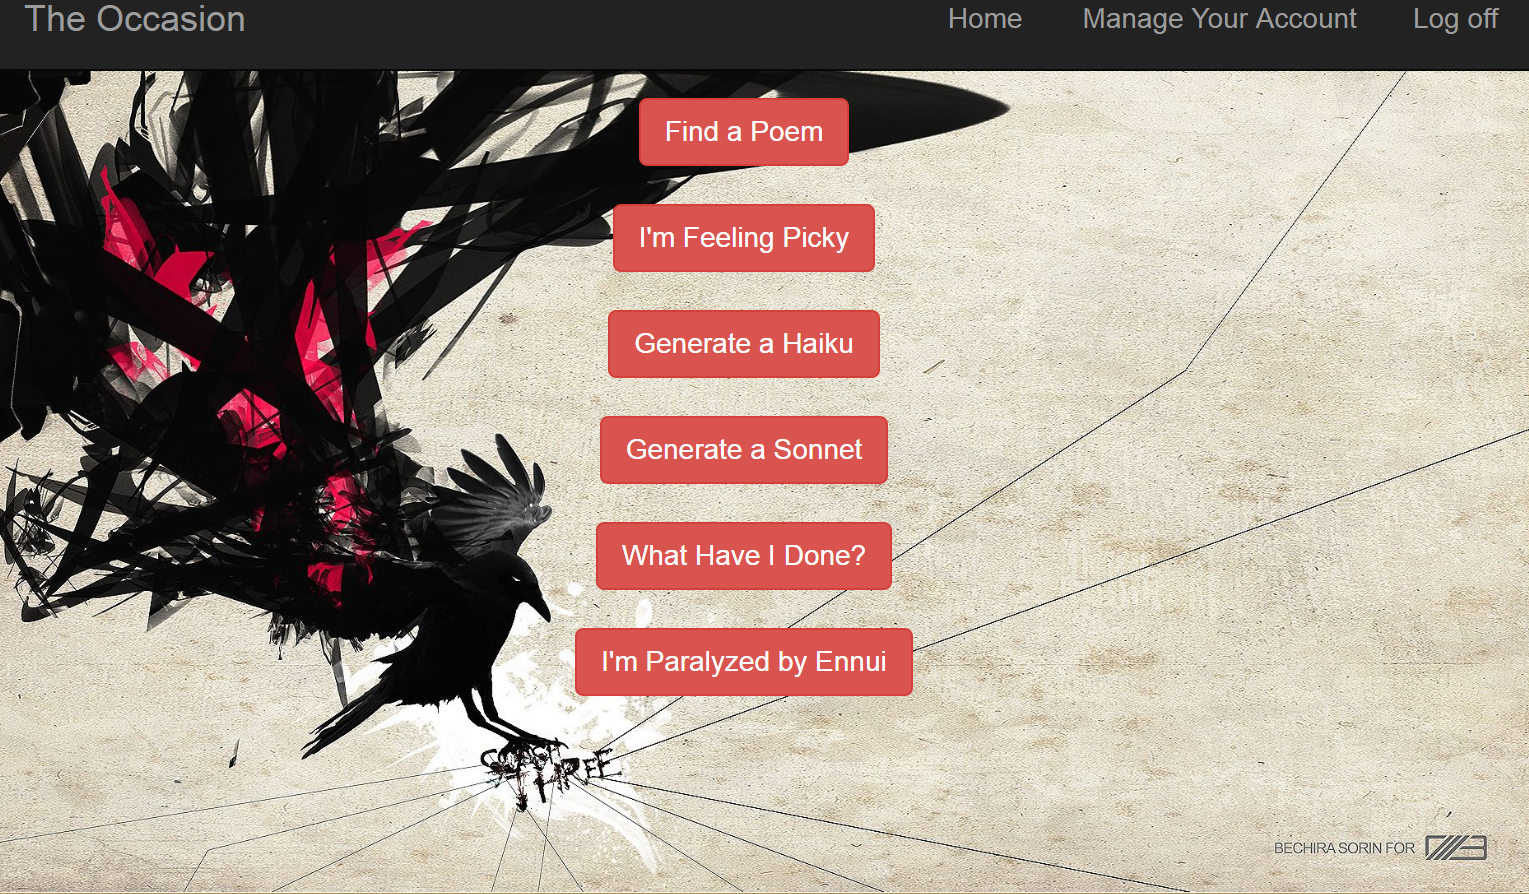 The Occasion
Home Manage Your Account Log off
Find a Poem
I'm Feeling Picky
Generate a Haiku
Generate a Sonnet
What Have I Done?
I'm Paralyzed by Ennui
BECHIRA SORIN FOR